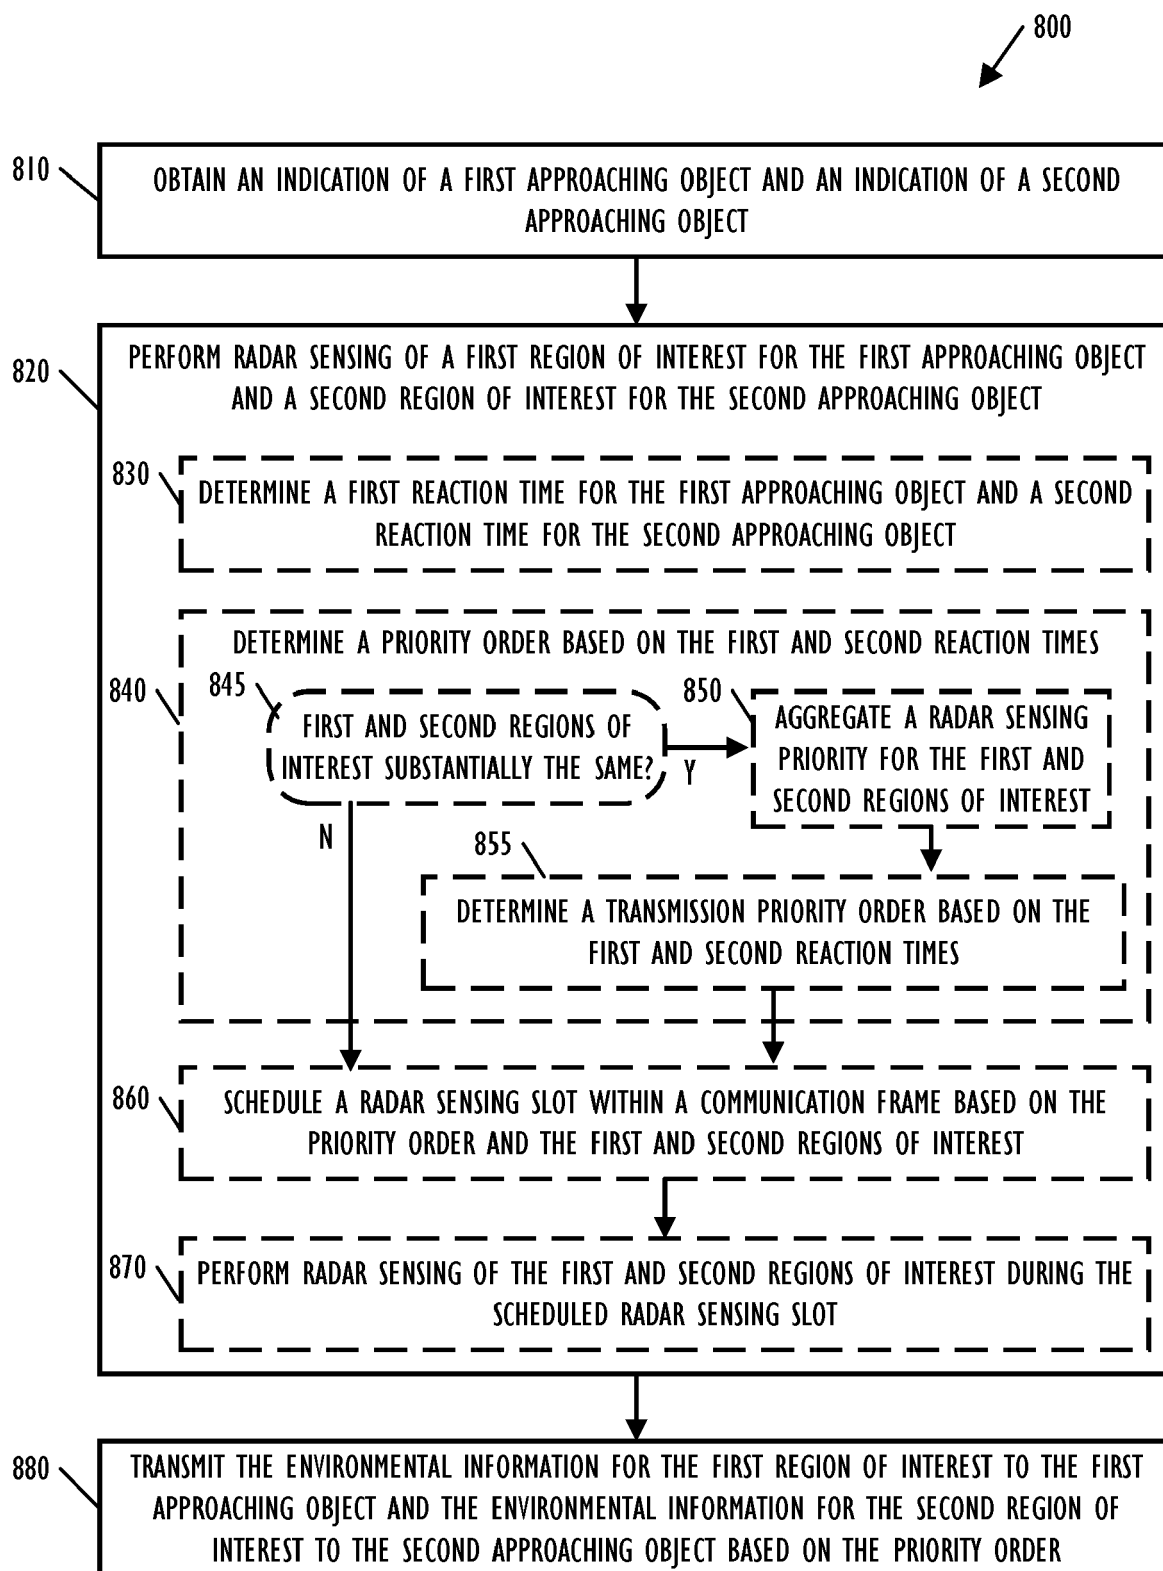 800
810
OBTAIN AN INDICATION OF A FIRST APPROACHING OBJECT AND AN INDICATION OF A SECOND
APPROACHING OBJECT
820
PERFORM RADAR SENSING OF A FIRST REGION OF INTEREST FOR THE FIRST APPROACHING OBJECT
AND A SECOND REGION OF INTEREST FOR THE SECOND APPROACHING OBJECT
830
DETERMINE A FIRST REACTION TIME FOR THE FIRST APPROACHING OBJECT AND A SECOND
REACTION TIME FOR THE SECOND APPROACHING OBJECT
840
DETERMINE A PRIORITY ORDER BASED ON THE FIRST AND SECOND REACTION TIMES
845
FIRST AND SECOND REGIONS OF
INTEREST SUBSTANTIALLY THE SAME?
Y
N
850
AGGREGATE A RADAR SENSING
PRIORITY FOR THE FIRST AND
SECOND REGIONS OF INTEREST
855
DETERMINE A TRANSMISSION PRIORITY ORDER BASED ON THE
FIRST AND SECOND REACTION TIMES
860
SCHEDULE A RADAR SENSING SLOT WITHIN A COMMUNICATION FRAME BASED ON THE
PRIORITY ORDER AND THE FIRST AND SECOND REGIONS OF INTEREST
870
PERFORM RADAR SENSING OF THE FIRST AND SECOND REGIONS OF INTEREST DURING THE
SCHEDULED RADAR SENSING SLOT
880
TRANSMIT THE ENVIRONMENTAL INFORMATION FOR THE FIRST REGION OF INTEREST TO THE FIRST
APPROACHING OBJECT AND THE ENVIRONMENTAL INFORMATION FOR THE SECOND REGION OF
INTEREST TO THE SECOND APPROACHING OBJECT BASED ON THE PRIORITY ORDER